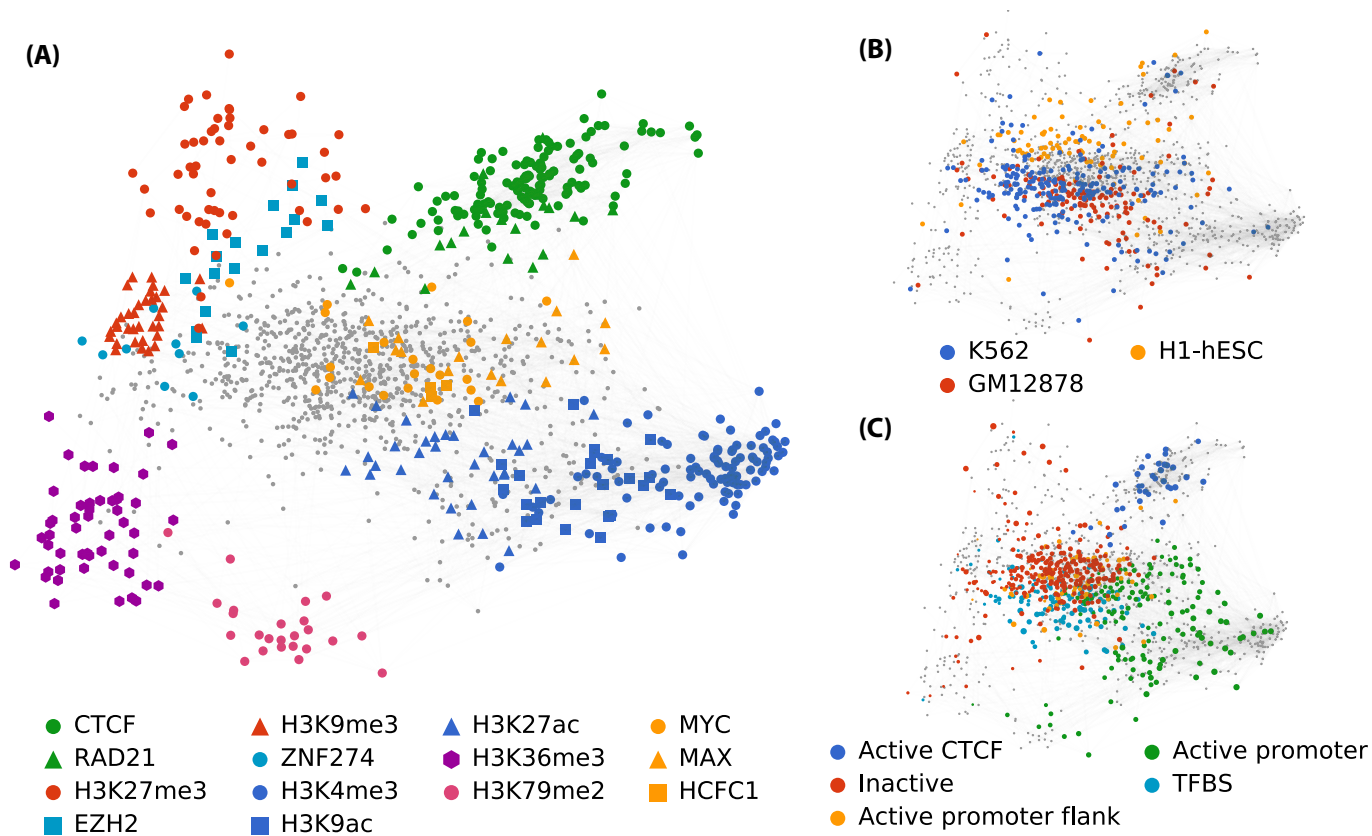 (A)
CTCF
RAD21
H3K27me3
EZH2
H3K9me3
ZNF274
H3K4me3
H3K9ac
H3K27ac
H3K36me3
H3K79me2
MYC
MAX
HCFC1
(B)
K562
GM12878
H1-hESC
(C)
Active CTCF
Inactive
Active promoter flank
Active promoter
TFBS